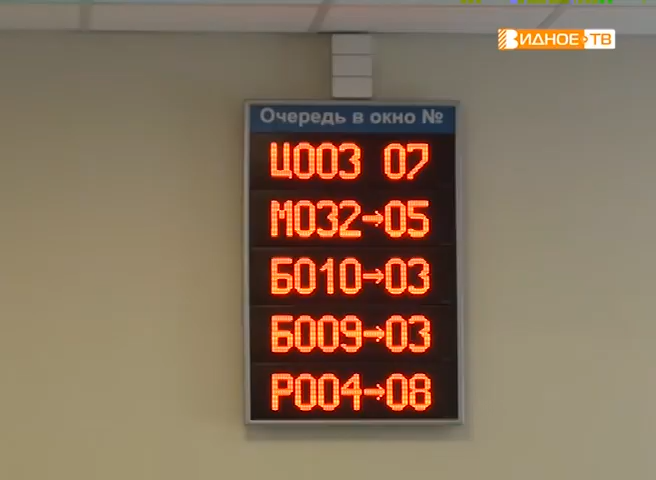 ВИДНОЕ ТВ
Очередь в окно №
Ц003 07
М032→05
Б010→03
Б009→03
Р004→08